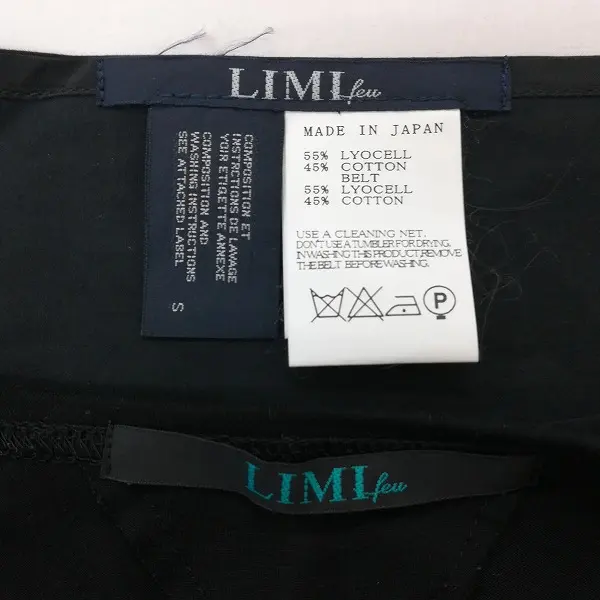 LIMI feu
COMPOSITION ET
INSTRUCTIONS DE LAVAGE
VOIR ETIQETTE ANNEXE
COMPOSITION AND
WASHING INSTRUCTIONS
SEE ATTACHED LABEL
S
MADE IN JAPAN
55% LYOCELL
45% COTTON
BELT
55% LYOCELL
45% COTTON
USE A CLEANING NET.
DON'T USE A TUMBLER FOR DRYING.
IN WASHING THIS PRODUCT,REMOVE
THE BELT BEFORE WASHING.
P
LIMI feu